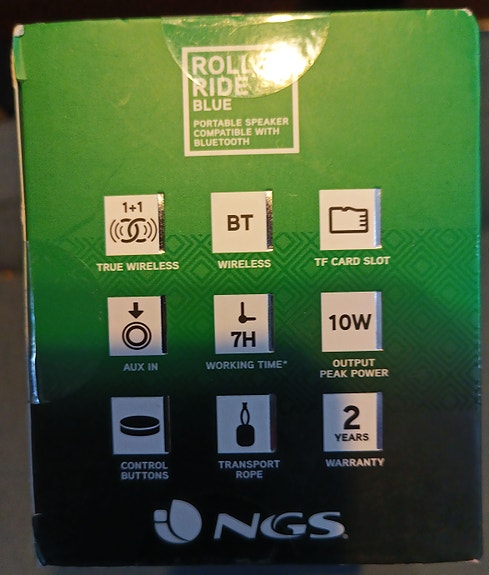 RIDE
BLUE
PORTABLE SPEAKER
COMPATIBLE WITH
BLUETOOTH
1+1
BT
TRUE WIRELESS
WIRELESS
TF CARD SLOT
7H
10W
AUX IN
WORKING TIME*
OUTPUT
PEAK POWER
2
YEARS
CONTROL
BUTTONS
TRANSPORT
ROPE
WARRANTY
NGS